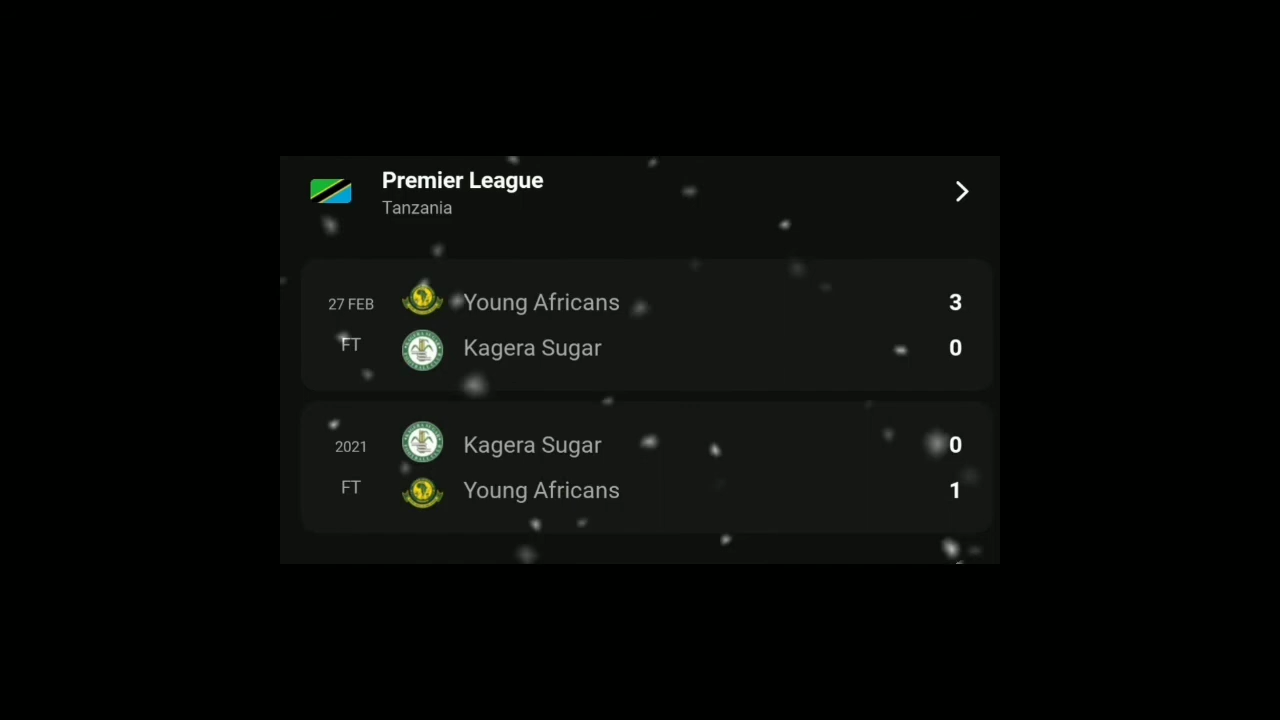 Premier League
Tanzania
27 FEB
Young Africans 3
FT
Kagera Sugar 0
2021
Kagera Sugar 0
FT
Young Africans 1